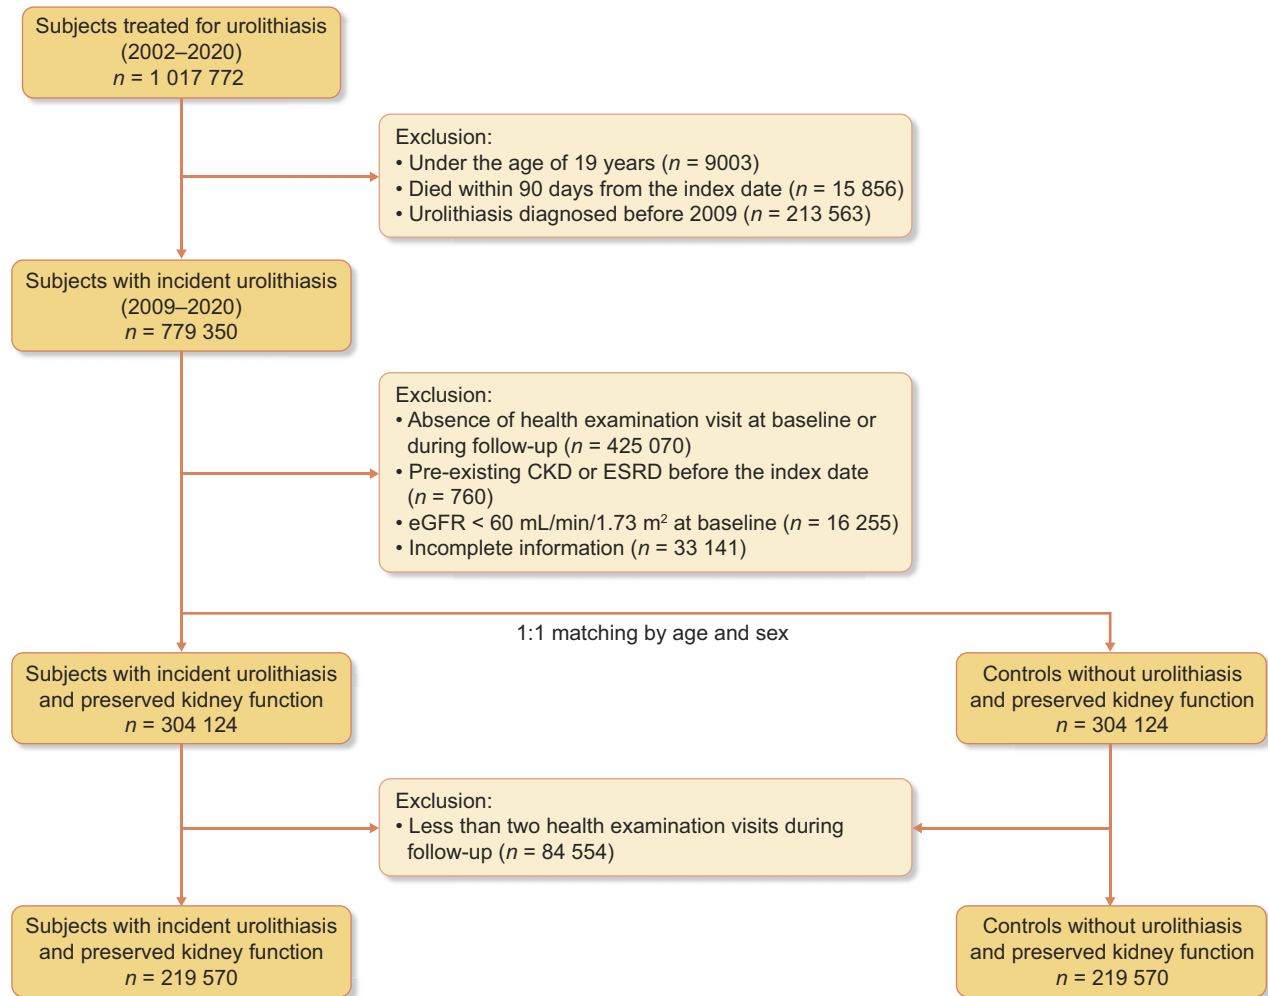 Subjects treated for urolithiasis
(2002–2020)
n = 1 017 772
Exclusion:
• Under the age of 19 years (n = 9003)
• Died within 90 days from the index date (n = 15 856)
• Urolithiasis diagnosed before 2009 (n = 213 563)
Subjects with incident urolithiasis
(2009–2020)
n = 779 350
Exclusion:
• Absence of health examination visit at baseline or
during follow-up (n = 425 070)
• Pre-existing CKD or ESRD before the index date
(n = 760)
• eGFR < 60 mL/min/1.73 m² at baseline (n = 16 255)
• Incomplete information (n = 33 141)
1:1 matching by age and sex
Subjects with incident urolithiasis
and preserved kidney function
n = 304 124
Controls without urolithiasis
and preserved kidney function
n = 304 124
Exclusion:
• Less than two health examination visits during
follow-up (n = 84 554)
Subjects with incident urolithiasis
and preserved kidney function
n = 219 570
Controls without urolithiasis
and preserved kidney function
n = 219 570